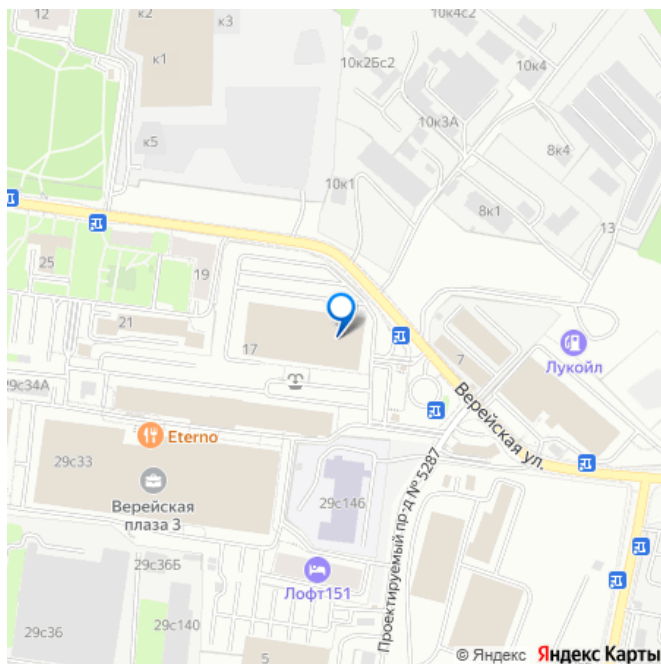 12
к3
к1
10к4с2
10к2Бс2
10к4
10к3А
к5
8к4
10к1
8к1
13
25
19
21
17
7
Лукойл
29с34А
Верейская ул.
Eterno
29с33
Верейская
плаза 3
29с146
Проектируемый пр-д № 5287
29с36Б
Лофт151
29с36
29с140
5
© Яндекс Яндекс Карты